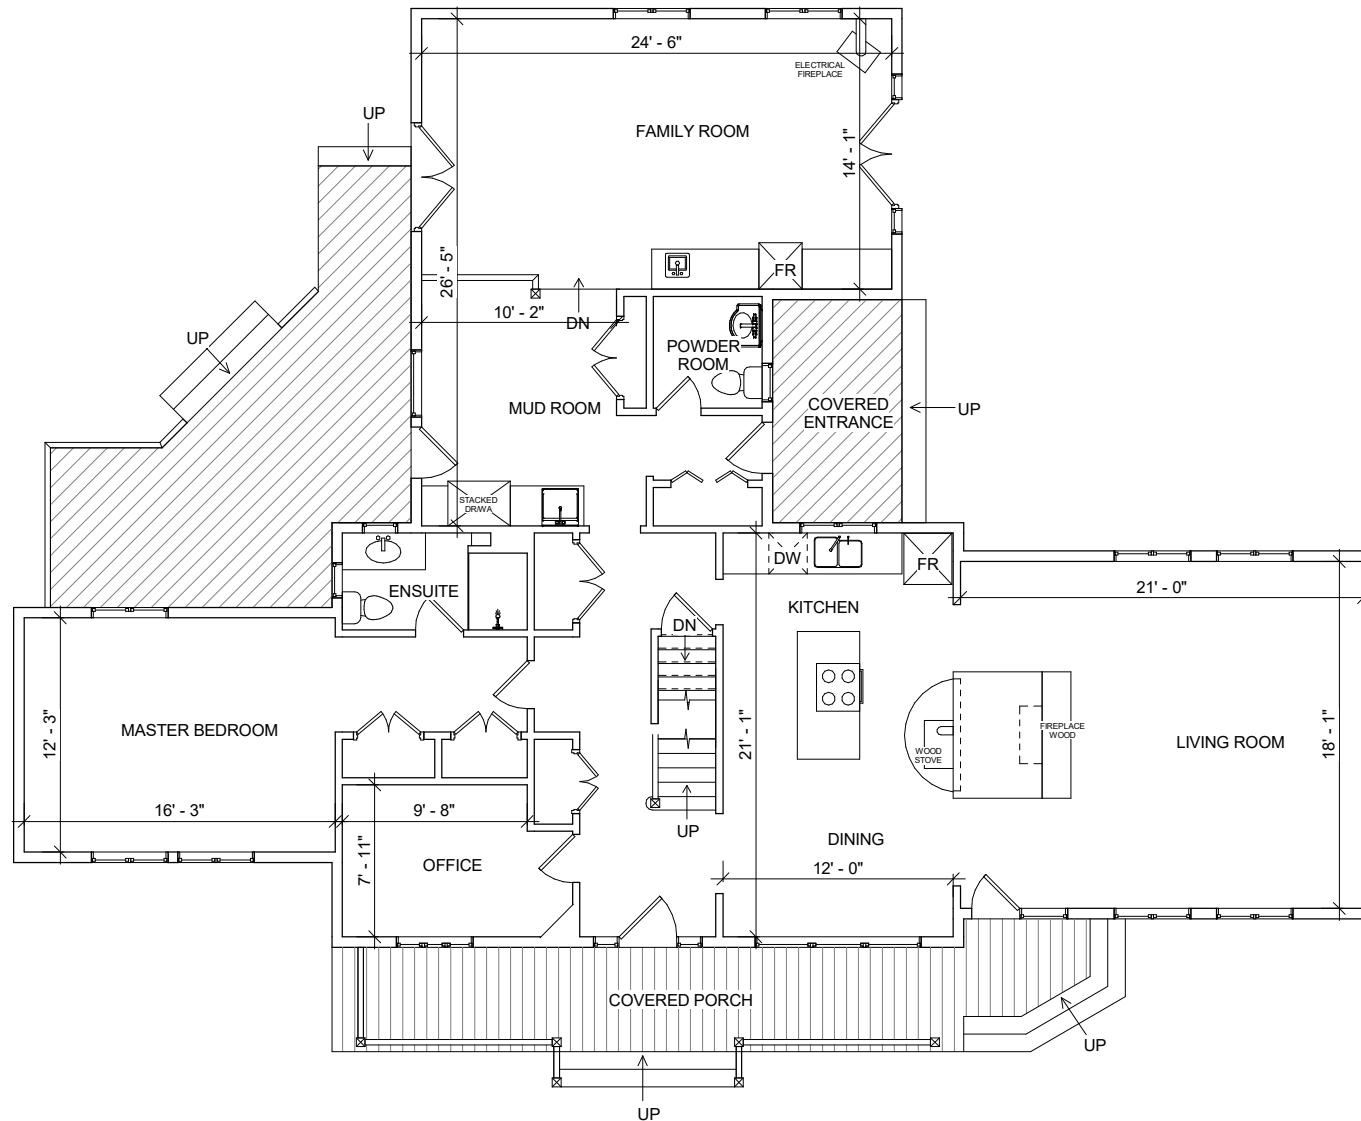 24' - 6"
ELECTRICAL
FIREPLACE
UP
FAMILY ROOM
14' - 1"
26' - 5"
FR
10' - 2"
DN
UP
POWDER
ROOM
MUD ROOM
COVERED
ENTRANCE
UP
STACKED
DR/WA
DW
FR
ENSUITE
KITCHEN
21' - 0"
DN
MASTER BEDROOM
12' - 3"
21' - 1"
FIREPLACE
WOOD
WOOD
STOVE
LIVING ROOM
18' - 1"
16' - 3"
9' - 8"
UP
DINING
7' - 11"
OFFICE
12' - 0"
COVERED PORCH
UP
UP